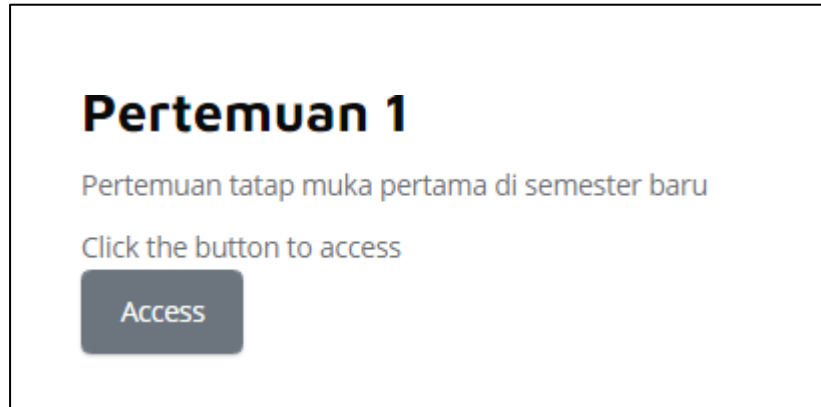 Pertemuan 1
Pertemuan tatap muka pertama di semester baru
Click the button to access
Access